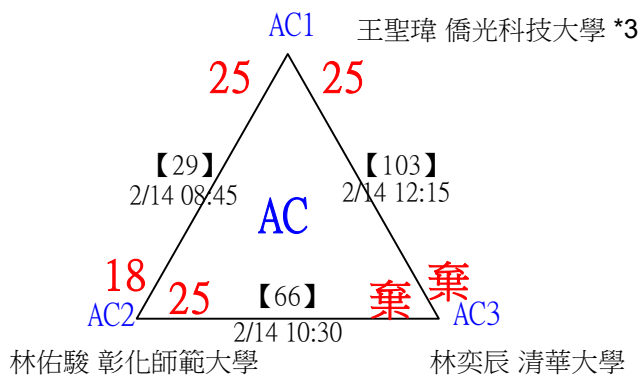 AC1 王聖瑋 僑光科技大學 *3
25 25
【29】 【103】
2/14 08:45 2/14 12:15
AC
18 25 【66】 棄 棄
AC2 AC3
2/14 10:30
林佑駿 彰化師範大學 林奕辰 清華大學